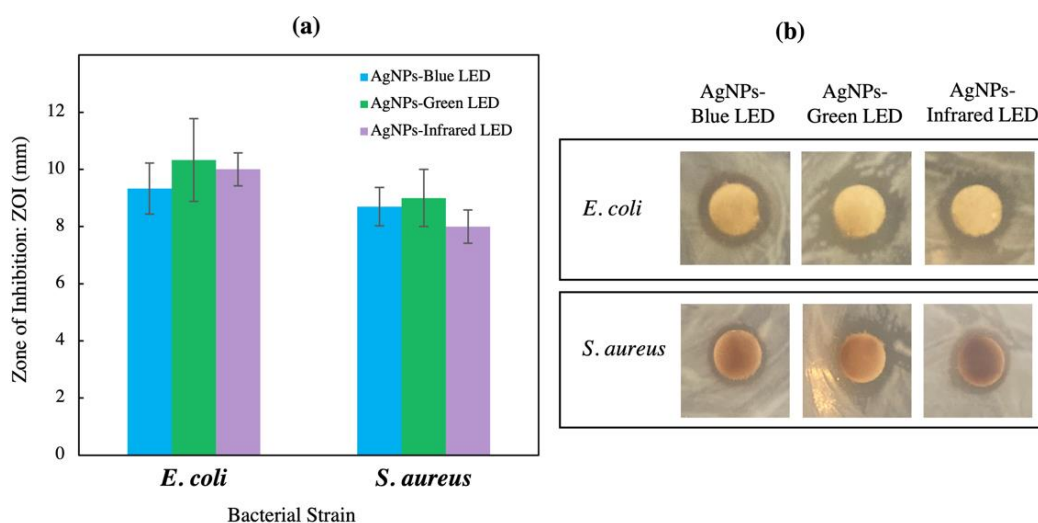 (a)
Zone of Inhibition: ZOI (mm)
12
10
8
6
4
2
0
AgNPs-Blue LED
AgNPs-Green LED
AgNPs-Infrared LED
E. coli
S. aureus
Bacterial Strain
(b)
AgNPs-
Blue LED
AgNPs-
Green LED
AgNPs-
Infrared LED
E. coli
S. aureus